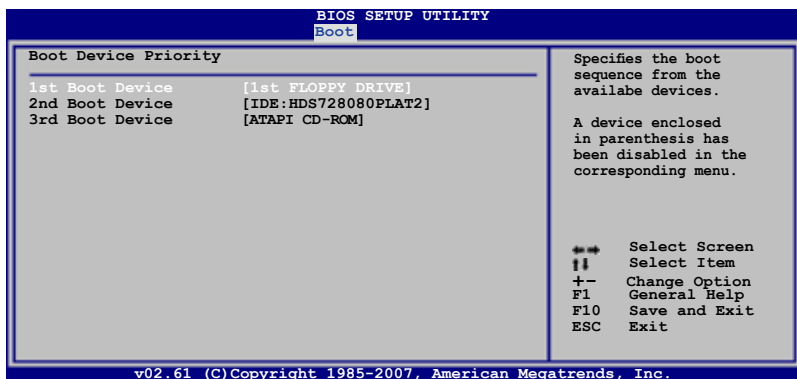 BIOS SETUP UTILITY
Boot
Boot Device Priority
1st Boot Device [1st FLOPPY DRIVE]
2nd Boot Device [IDE:HDS728080PLAT2]
3rd Boot Device [ATAPI CD-ROM]
Specifies the boot
sequence from the
availabe devices.
A device enclosed
in parenthesis has
been disabled in the
corresponding menu.
←→ Select Screen
↑↓ Select Item
+- Change Option
F1 General Help
F10 Save and Exit
ESC Exit
v02.61 (C)Copyright 1985-2007, American Megatrends, Inc.